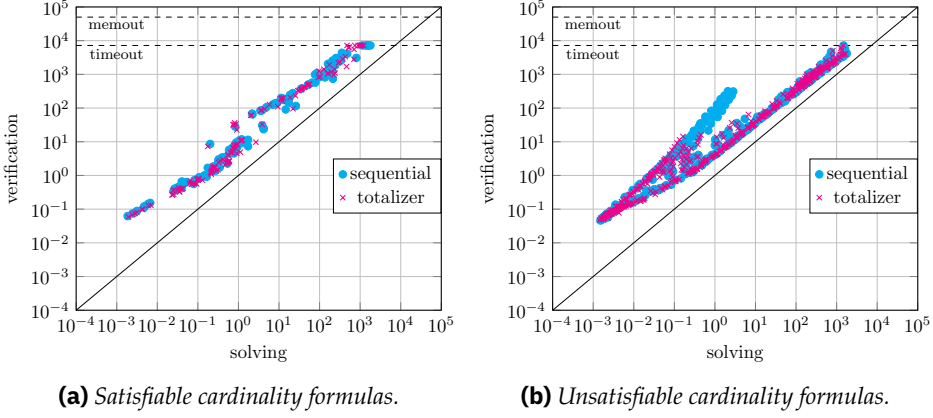 10^5
10^4
10^3
10^2
10^1
10^0
10^−1
10^−2
10^−3
10^−4
verification
memout
timeout
sequential
totalizer
10^−4 10^−3 10^−2 10^−1 10^0 10^1 10^2 10^3 10^4 10^5
solving
(a) Satisfiable cardinality formulas.
10^5
10^4
10^3
10^2
10^1
10^0
10^−1
10^−2
10^−3
10^−4
verification
memout
timeout
sequential
totalizer
10^−4 10^−3 10^−2 10^−1 10^0 10^1 10^2 10^3 10^4 10^5
solving
(b) Unsatisfiable cardinality formulas.